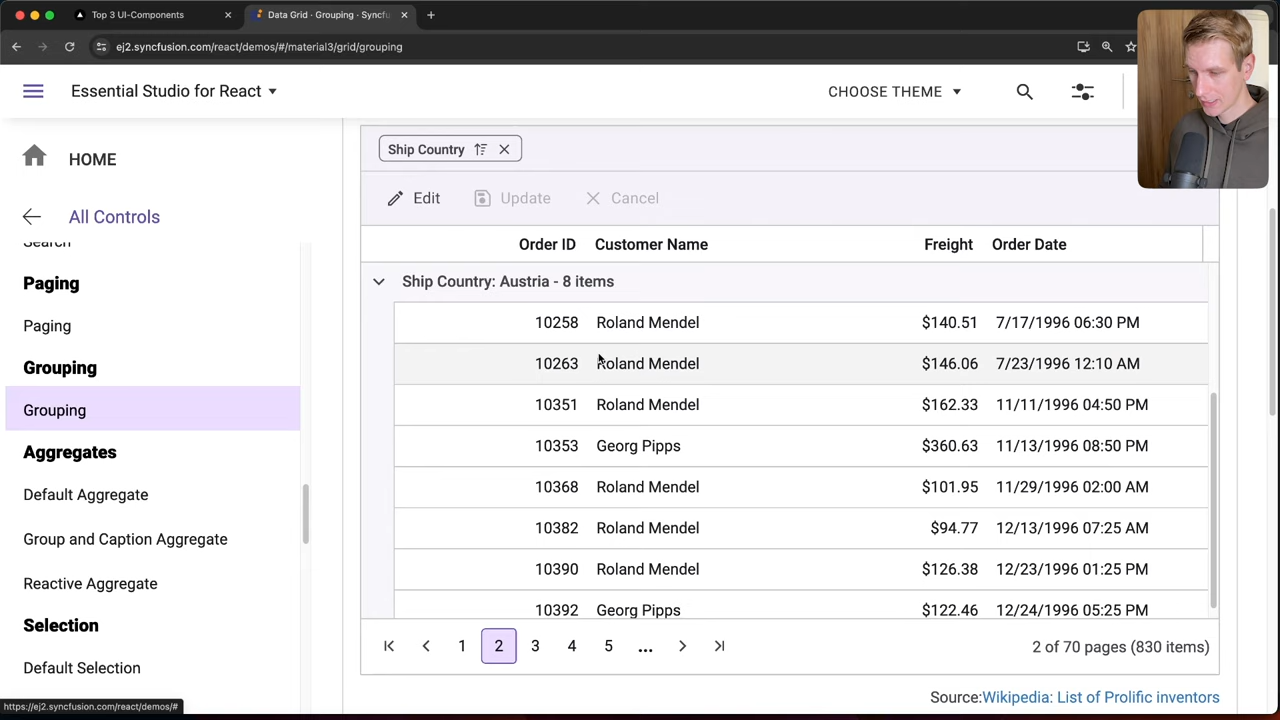 Top 3 UI-Components
Data Grid · Grouping · Syncfu
ej2.syncfusion.com/react/demos/#/material3/grid/grouping
Essential Studio for React
CHOOSE THEME
HOME
All Controls
Search
Paging
Paging
Grouping
Grouping
Aggregates
Default Aggregate
Group and Caption Aggregate
Reactive Aggregate
Selection
Default Selection
https://ej2.syncfusion.com/react/demos/#
Ship Country
Edit Update Cancel
Order ID Customer Name Freight Order Date
Ship Country: Austria - 8 items
10258 Roland Mendel $140.51 7/17/1996 06:30 PM
10263 Roland Mendel $146.06 7/23/1996 12:10 AM
10351 Roland Mendel $162.33 11/11/1996 04:50 PM
10353 Georg Pipps $360.63 11/13/1996 08:50 PM
10368 Roland Mendel $101.95 11/29/1996 02:00 AM
10382 Roland Mendel $94.77 12/13/1996 07:25 AM
10390 Roland Mendel $126.38 12/23/1996 01:25 PM
10392 Georg Pipps $122.46 12/24/1996 05:25 PM
1 2 3 4 5 ... 2 of 70 pages (830 items)
Source:Wikipedia: List of Prolific inventors